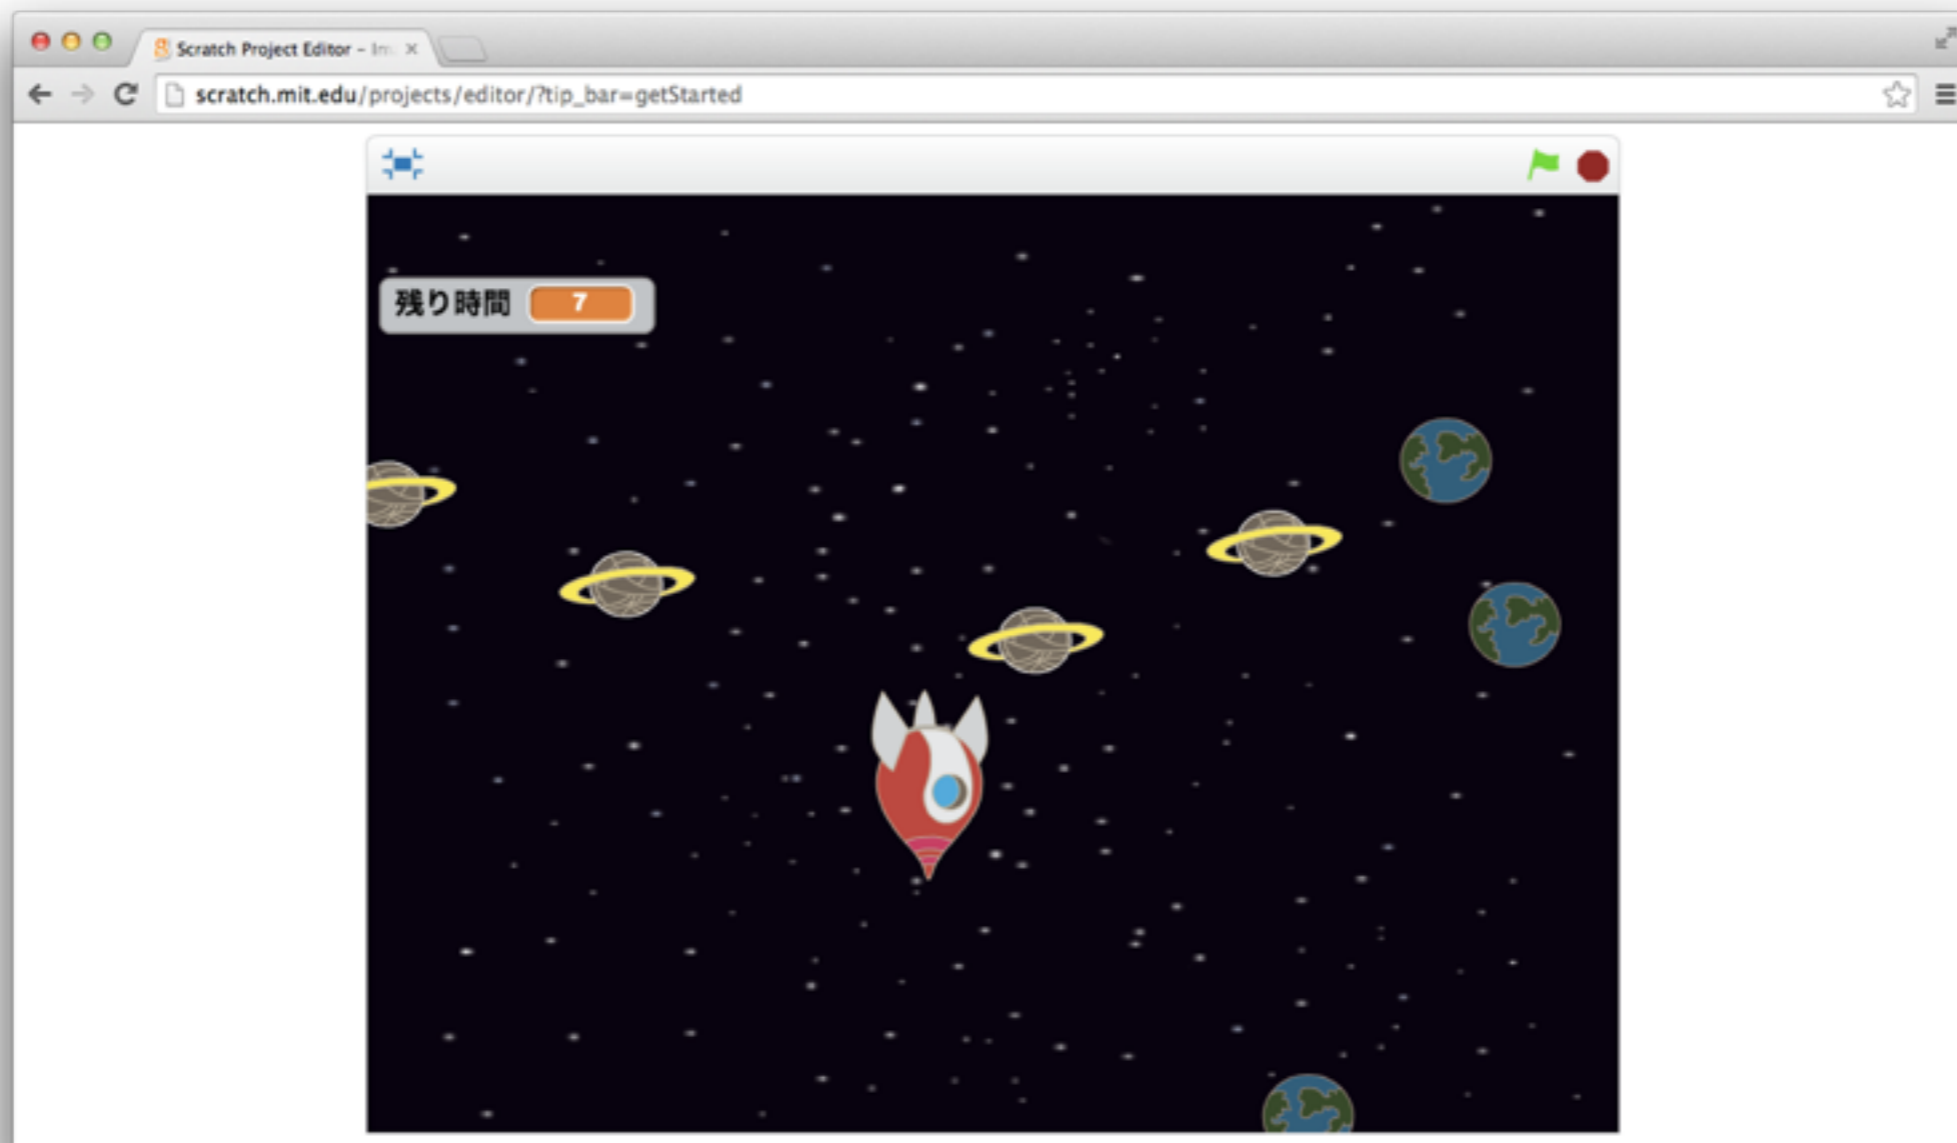 Scratch Project Editor – Im
scratch.mit.edu/projects/editor/?tip_bar=getStarted
残り時間 7